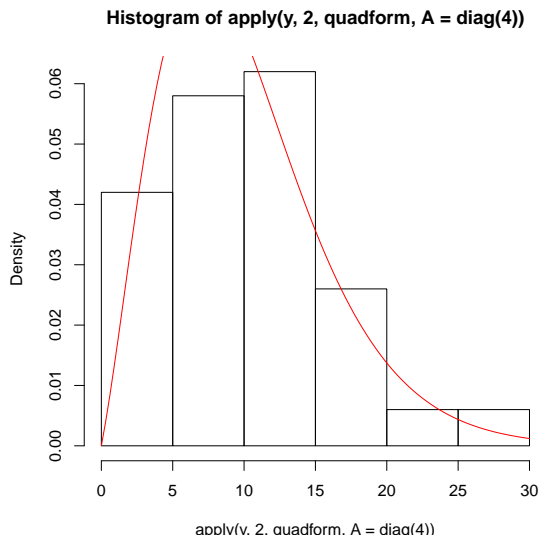 Histogram of apply(y, 2, quadform, A = diag(4))
0.06
0.05
0.04
0.03
0.02
0.01
0.00
Density
0 5 10 15 20 25 30
apply(y, 2, quadform, A = diag(4))